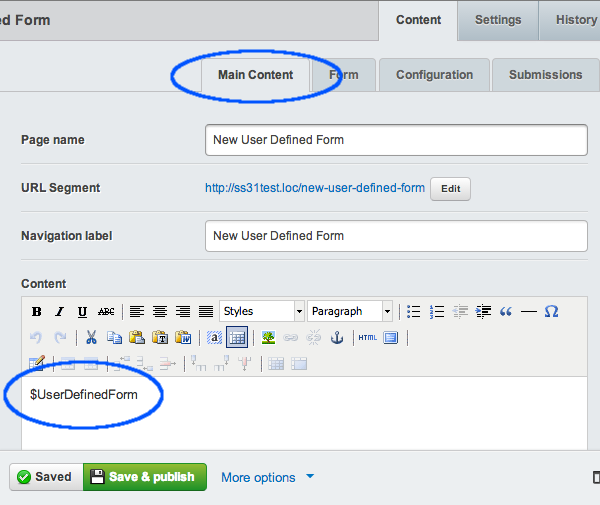 ed Form
Content Settings History
Main Content Form Configuration Submissions
Page name New User Defined Form
URL Segment http://ss31test.loc/new-user-defined-form Edit
Navigation label New User Defined Form
Content
B I U ABC Styles Paragraph
HTML
$UserDefinedForm
Saved Save & publish More options